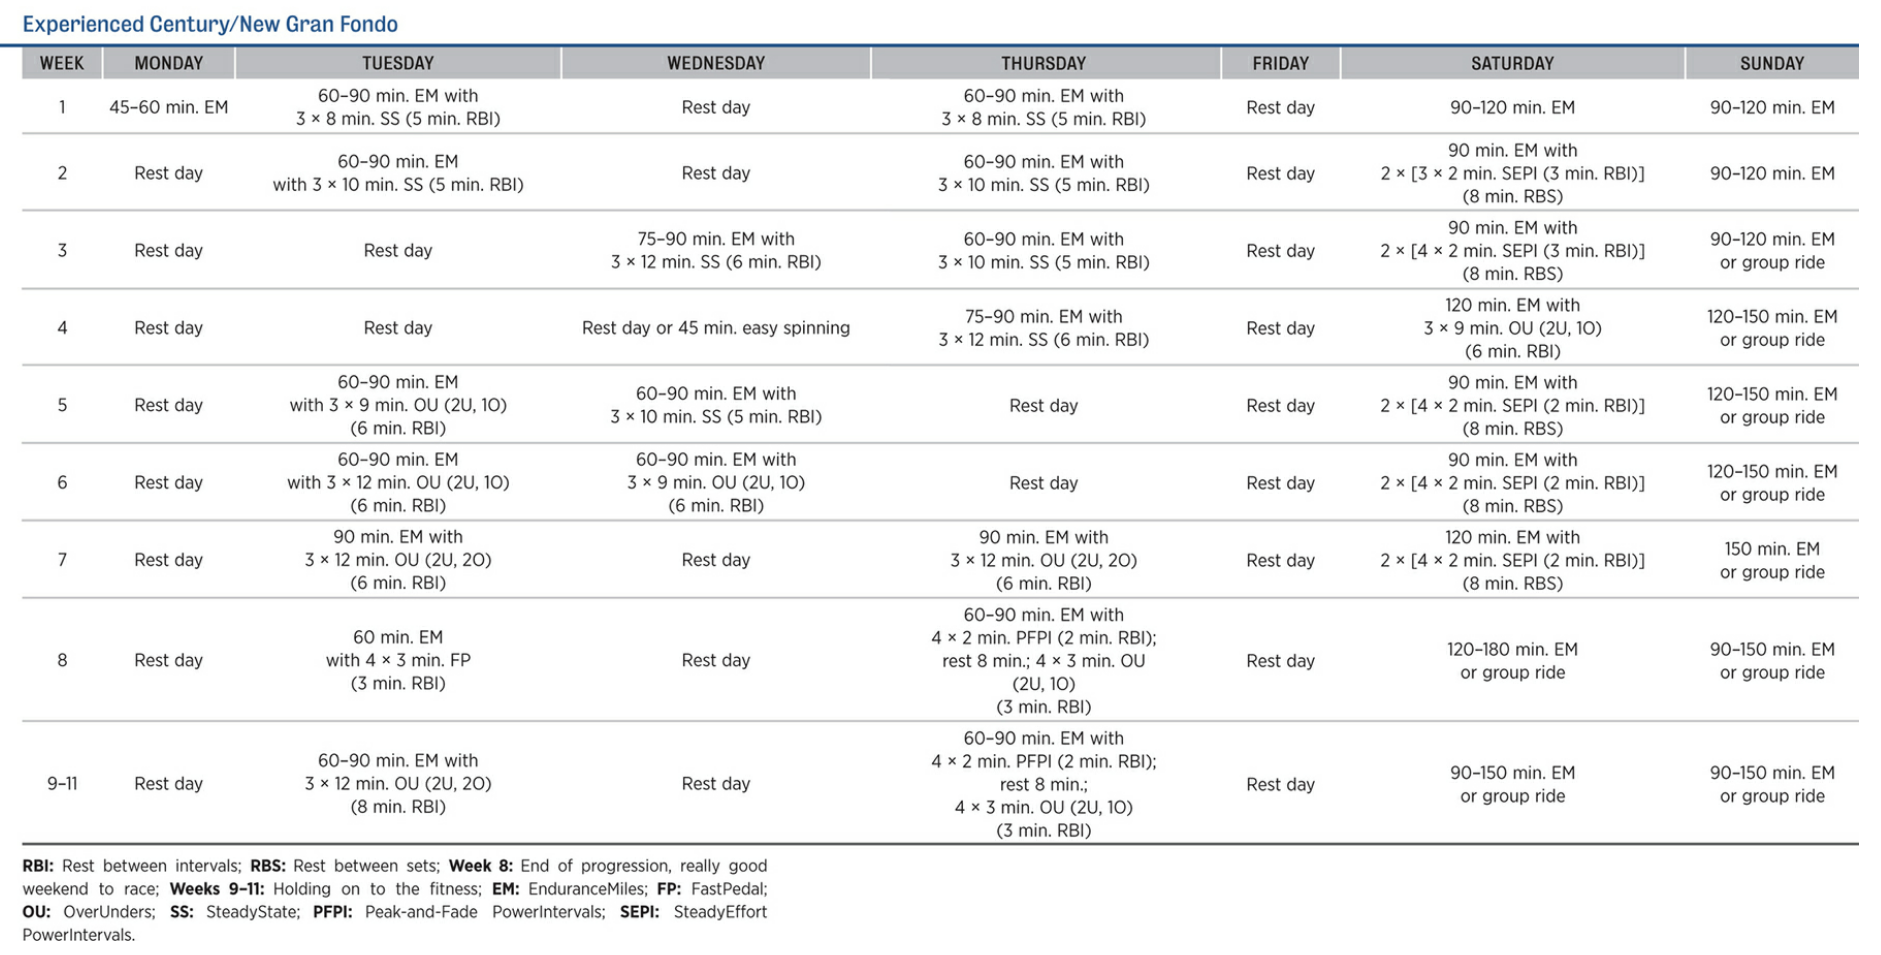 Experienced Century/New Gran Fondo
WEEK MONDAY TUESDAY WEDNESDAY THURSDAY FRIDAY SATURDAY SUNDAY
1
45–60 min. EM
60–90 min. EM with
3 × 8 min. SS (5 min. RBI)
Rest day
60–90 min. EM with
3 × 8 min. SS (5 min. RBI)
Rest day
90–120 min. EM
90–120 min. EM
2
Rest day
60–90 min. EM
with 3 × 10 min. SS (5 min. RBI)
Rest day
60–90 min. EM with
3 × 10 min. SS (5 min. RBI)
Rest day
90 min. EM with
2 × [3 × 2 min. SEPI (3 min. RBI)]
(8 min. RBS)
90–120 min. EM
3
Rest day
Rest day
75–90 min. EM with
3 × 12 min. SS (6 min. RBI)
60–90 min. EM with
3 × 10 min. SS (5 min. RBI)
Rest day
90 min. EM with
2 × [4 × 2 min. SEPI (3 min. RBI)]
(8 min. RBS)
90–120 min. EM
or group ride
4
Rest day
Rest day
Rest day or 45 min. easy spinning
75–90 min. EM with
3 × 12 min. SS (6 min. RBI)
Rest day
120 min. EM with
3 × 9 min. OU (2U, 1O)
(6 min. RBI)
120–150 min. EM
or group ride
5
Rest day
60–90 min. EM
with 3 × 9 min. OU (2U, 1O)
(6 min. RBI)
60–90 min. EM with
3 × 10 min. SS (5 min. RBI)
Rest day
Rest day
90 min. EM with
2 × [4 × 2 min. SEPI (2 min. RBI)]
(8 min. RBS)
120–150 min. EM
or group ride
6
Rest day
60–90 min. EM
with 3 × 12 min. OU (2U, 1O)
(6 min. RBI)
60–90 min. EM with
3 × 9 min. OU (2U, 1O)
(6 min. RBI)
Rest day
Rest day
90 min. EM with
2 × [4 × 2 min. SEPI (2 min. RBI)]
(8 min. RBS)
120–150 min. EM
or group ride
7
Rest day
90 min. EM with
3 × 12 min. OU (2U, 2O)
(6 min. RBI)
Rest day
90 min. EM with
3 × 12 min. OU (2U, 2O)
(6 min. RBI)
Rest day
120 min. EM with
2 × [4 × 2 min. SEPI (2 min. RBI)]
(8 min. RBS)
150 min. EM
or group ride
8
Rest day
60 min. EM
with 4 × 3 min. FP
(3 min. RBI)
Rest day
60–90 min. EM with
4 × 2 min. PFPI (2 min. RBI);
rest 8 min.; 4 × 3 min. OU
(2U, 1O)
(3 min. RBI)
Rest day
120–180 min. EM
or group ride
90–150 min. EM
or group ride
9–11
Rest day
60–90 min. EM with
3 × 12 min. OU (2U, 2O)
(8 min. RBI)
Rest day
60–90 min. EM with
4 × 2 min. PFPI (2 min. RBI);
rest 8 min.;
4 × 3 min. OU (2U, 1O)
(3 min. RBI)
Rest day
90–150 min. EM
or group ride
90–150 min. EM
or group ride
RBI: Rest between intervals; RBS: Rest between sets; Week 8: End of progression, really good
weekend to race; Weeks 9–11: Holding on to the fitness; EM: EnduranceMiles; FP: FastPedal;
OU: OverUnders; SS: SteadyState; PFPI: Peak-and-Fade PowerIntervals; SEPI: SteadyEffort
PowerIntervals.